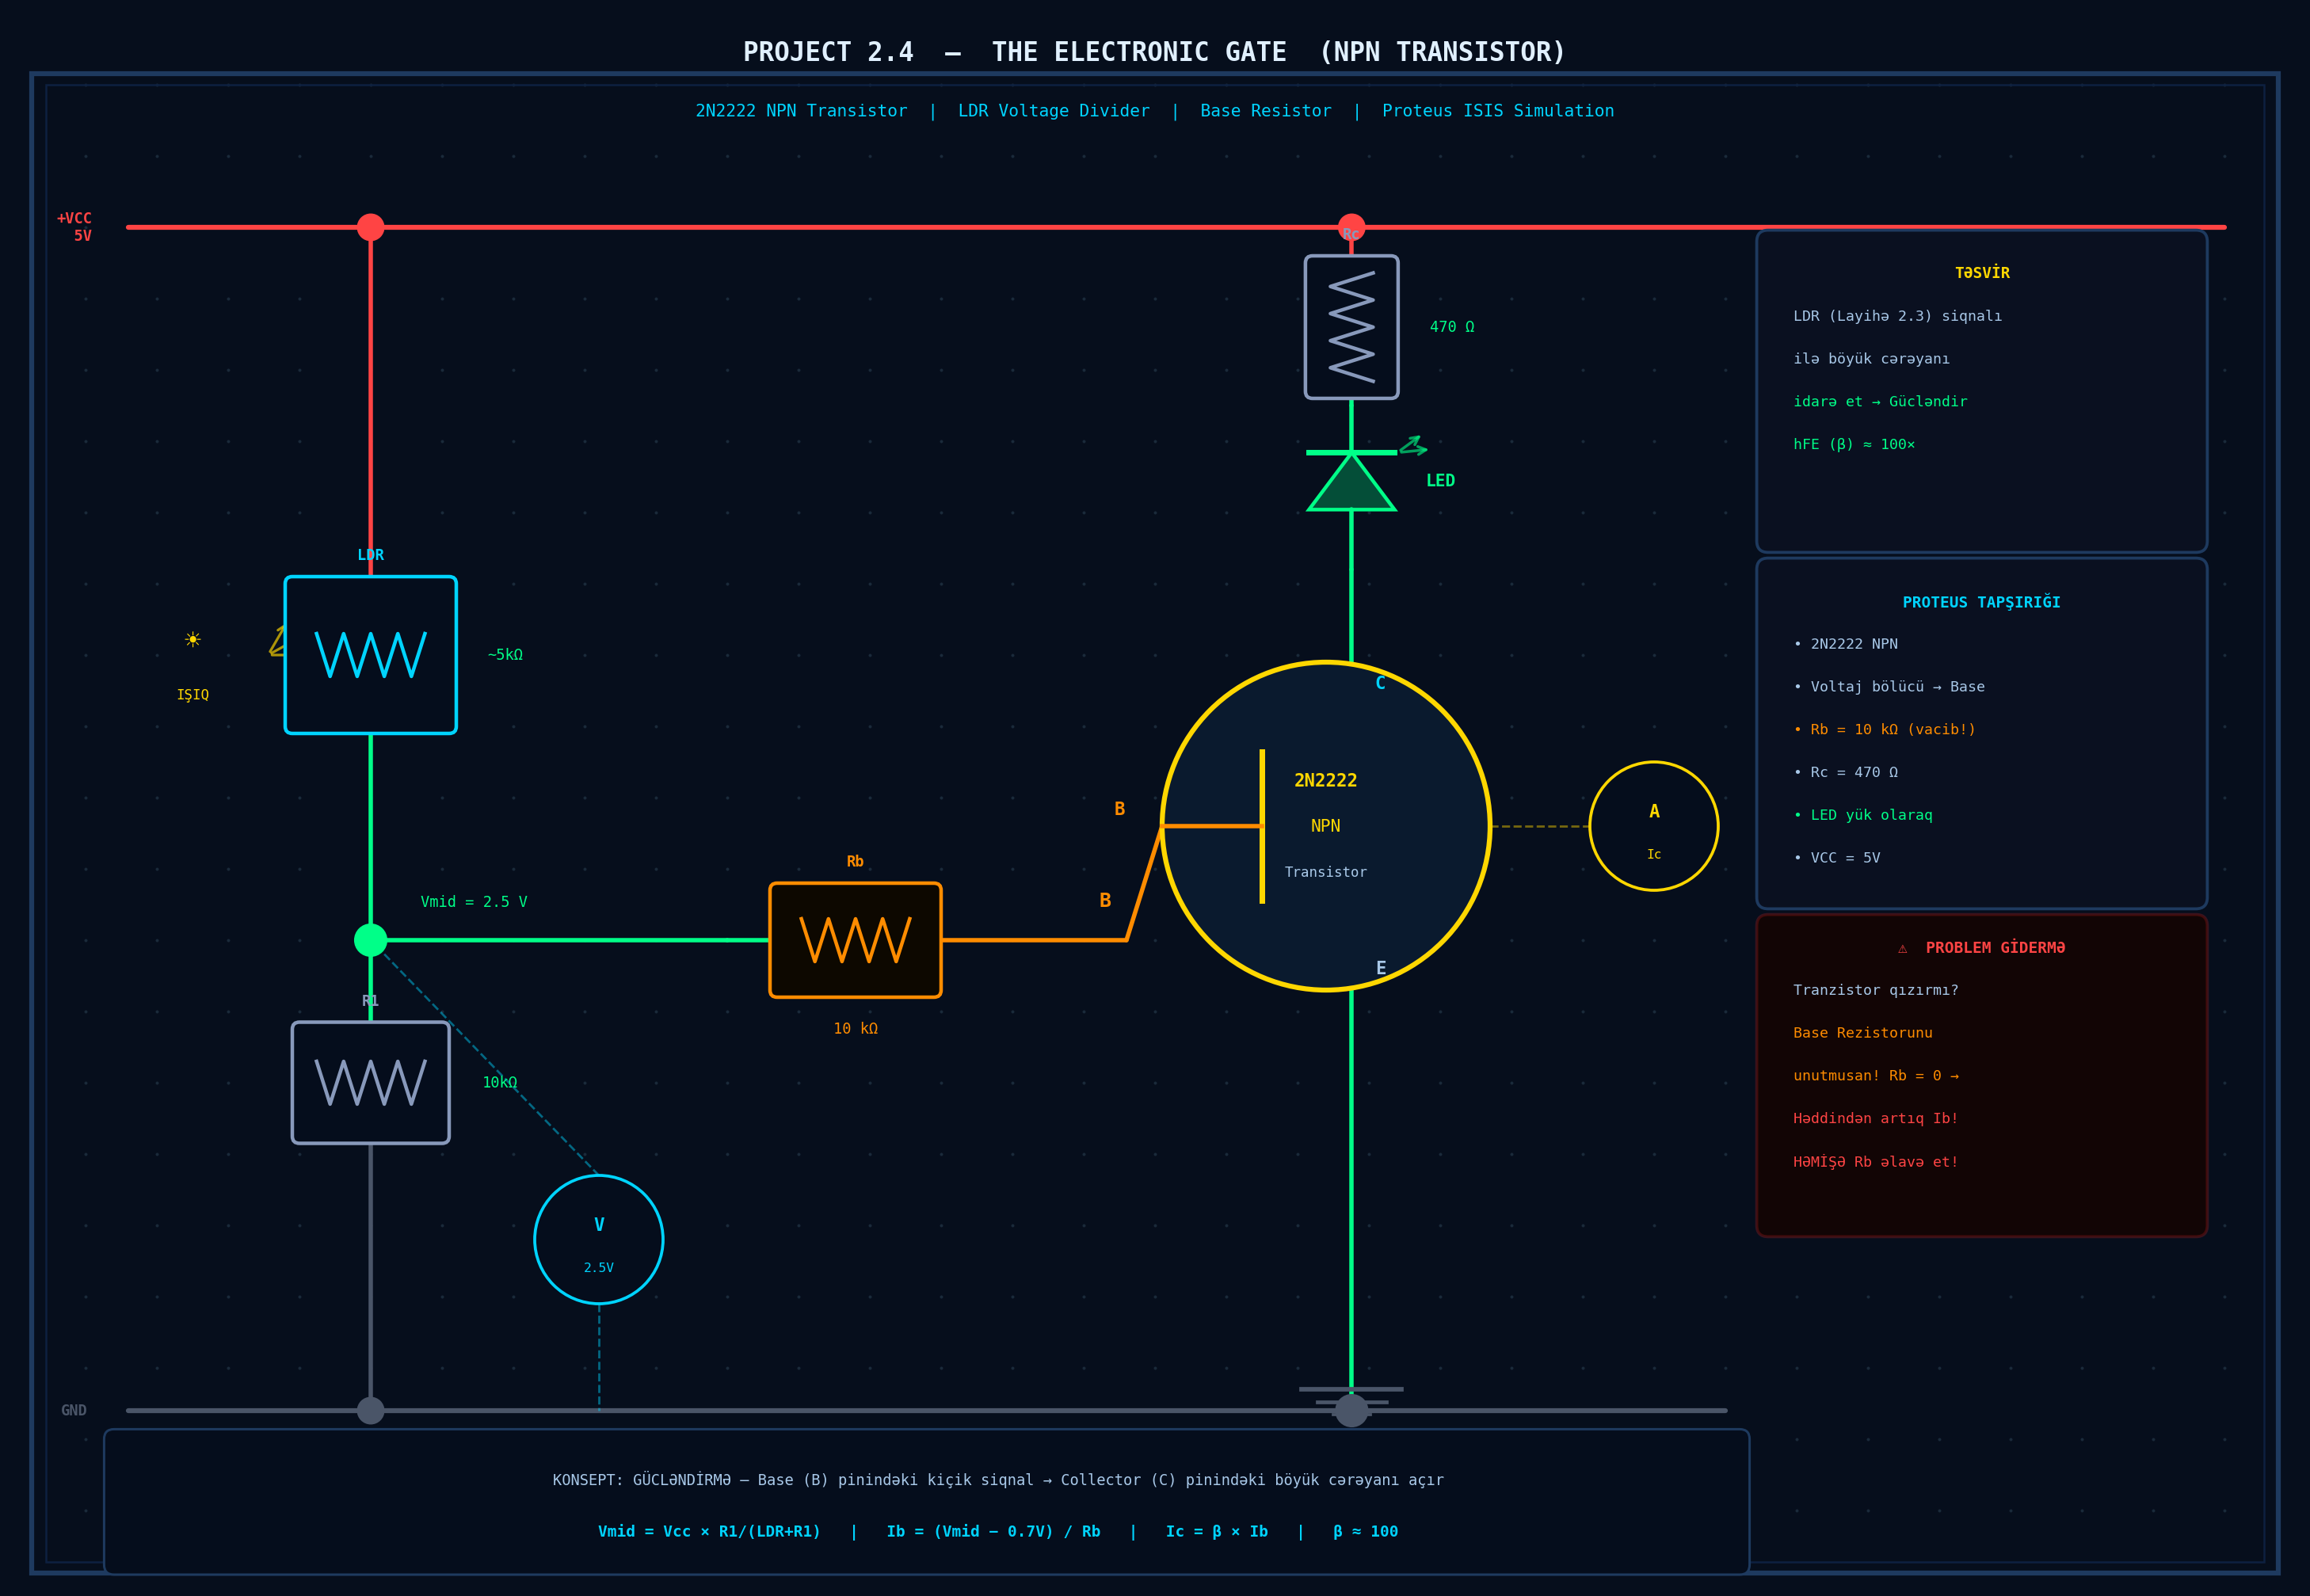 PROJECT 2.4 — THE ELECTRONIC GATE (NPN TRANSISTOR)
2N2222 NPN Transistor | LDR Voltage Divider | Base Resistor | Proteus ISIS Simulation
+VCC
5V
Rc
470 Ω
LED
LDR
☀
IŞIQ
~5kΩ
C
2N2222
NPN
Transistor
B
B
E
A
Ic
Rb
10 kΩ
Vmid = 2.5 V
R1
10kΩ
V
2.5V
GND
TƏSVİR
LDR (Layihə 2.3) siqnalı
ilə böyük cərəyanı
idarə et → Gücləndir
hFE (β) ≈ 100×
PROTEUS TAPŞIRIĞI
• 2N2222 NPN
• Voltaj bölücü → Base
• Rb = 10 kΩ (vacib!)
• Rc = 470 Ω
• LED yük olaraq
• VCC = 5V
⚠ PROBLEM GİDERMƏ
Tranzistor qızırmı?
Base Rezistorunu
unutmusan! Rb = 0 →
Həddindən artıq Ib!
HƏMİŞƏ Rb əlavə et!
KONSEPT: GÜCLƏNDİRMƏ — Base (B) pinindəki kiçik siqnal → Collector (C) pinindəki böyük cərəyanı açır
Vmid = Vcc × R1/(LDR+R1) | Ib = (Vmid − 0.7V) / Rb | Ic = β × Ib | β ≈ 100